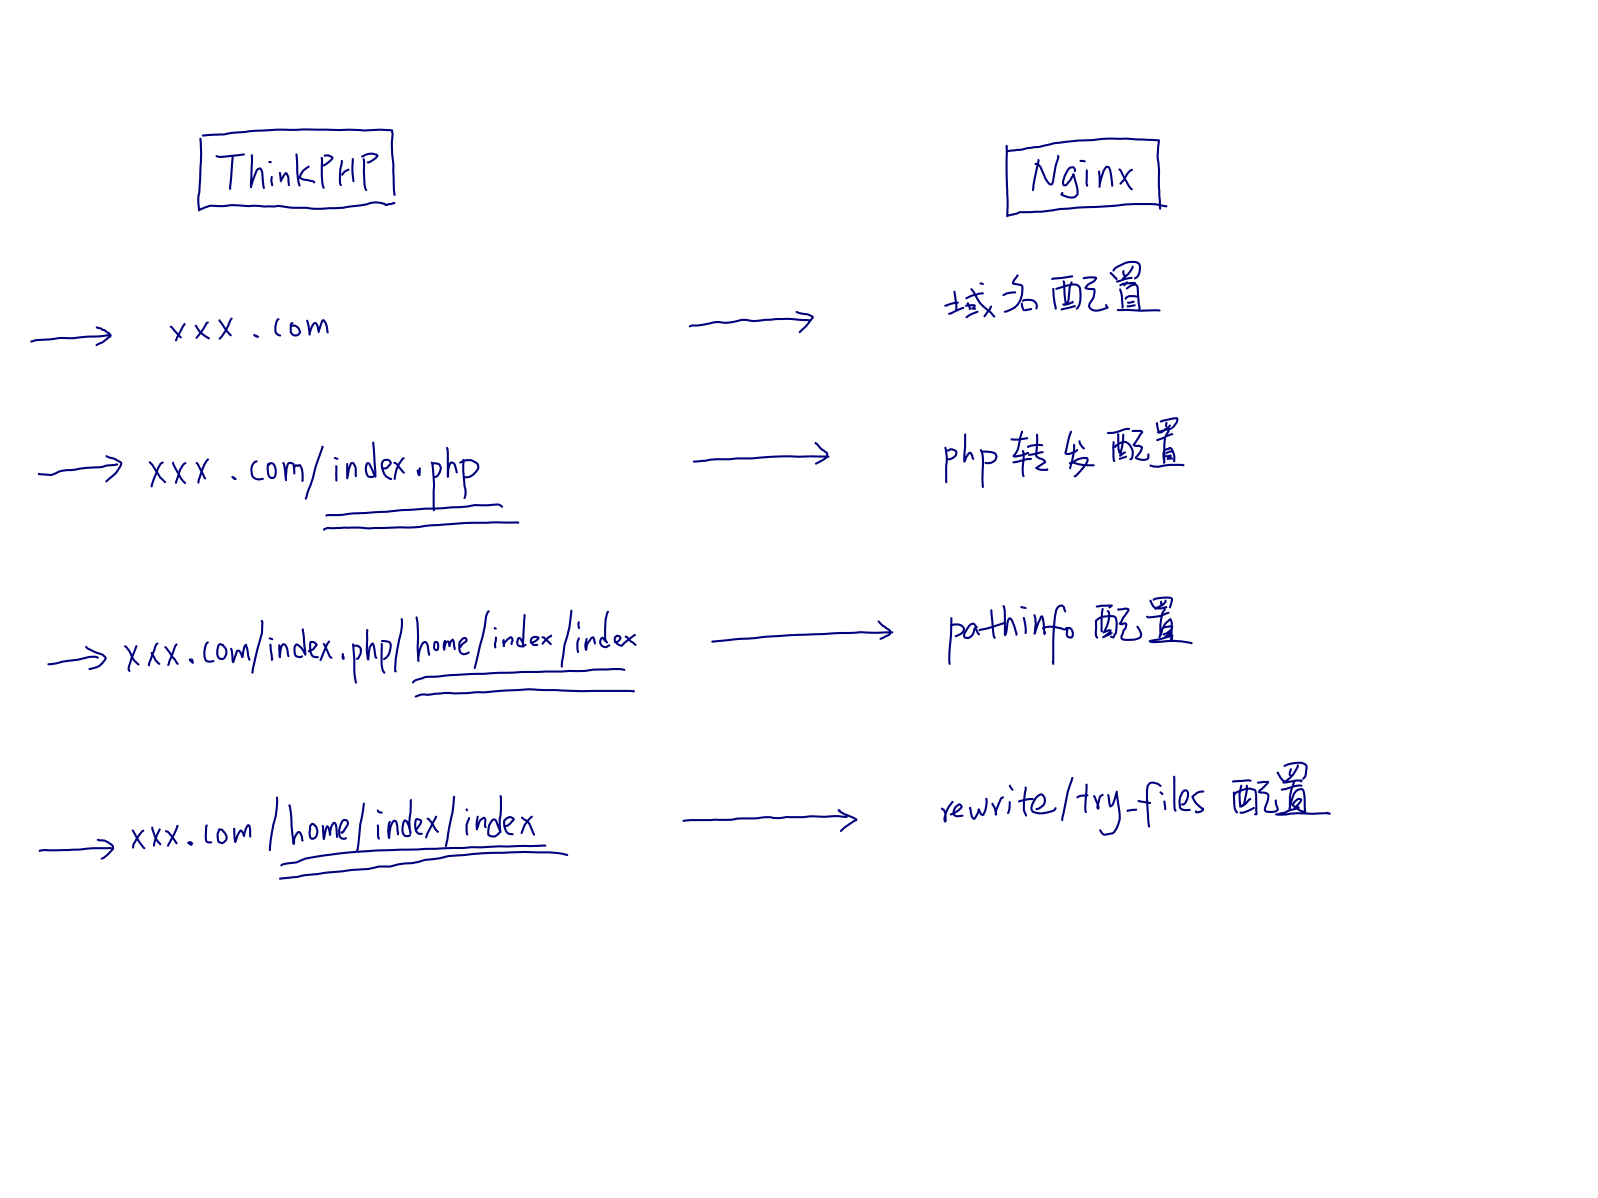 ThinkPHP Nginx
xxx.com 域名配置
xxx.com/index.php php转发配置
xxx.com/index.php/home/index/index pathinfo配置
xxx.com/home/index/index rewrite/try_files 配置